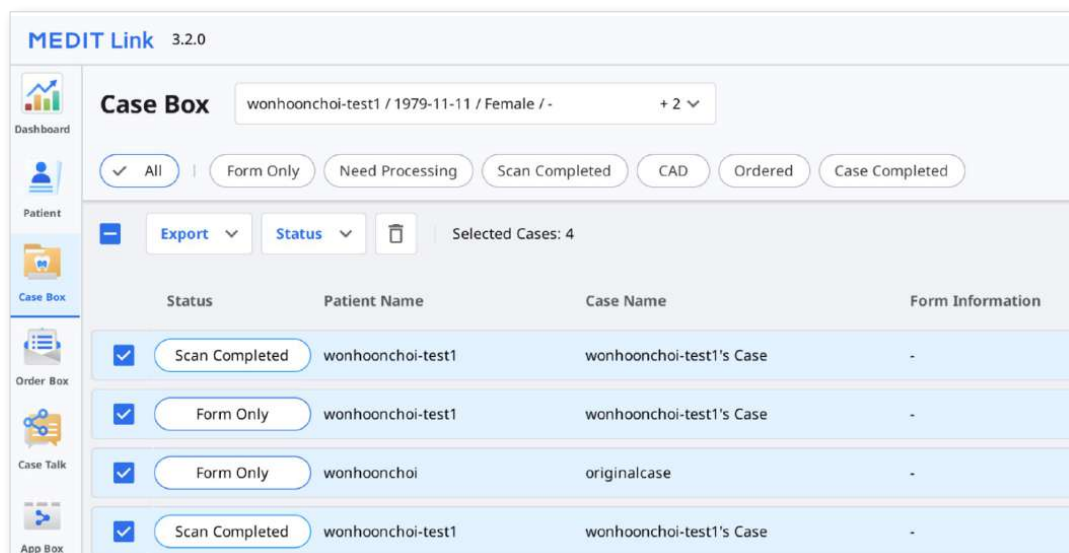 MEDIT Link 3.2.0
Dashboard
Patient
Case Box
Order Box
Case Talk
App Box
Case Box
wonhoonchoi-test1 / 1979-11-11 / Female / - + 2
All | Form Only Need Processing Scan Completed CAD Ordered Case Completed
Export Status Selected Cases: 4
Status Patient Name Case Name Form Information
Scan Completed wonhoonchoi-test1 wonhoonchoi-test1's Case -
Form Only wonhoonchoi-test1 wonhoonchoi-test1's Case -
Form Only wonhoonchoi originalcase -
Scan Completed wonhoonchoi-test1 wonhoonchoi-test1's Case -